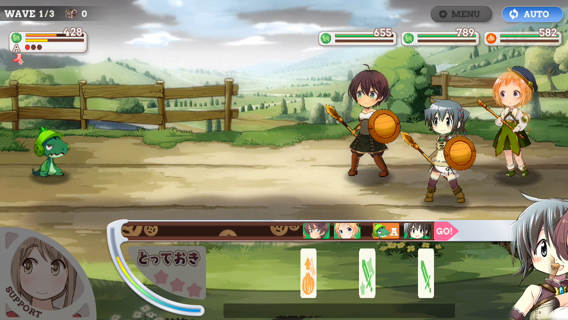 WAVE 1/3 0
MENU
AUTO
428
A
655
789
582
A
GO!
とっておき
SUPPORT